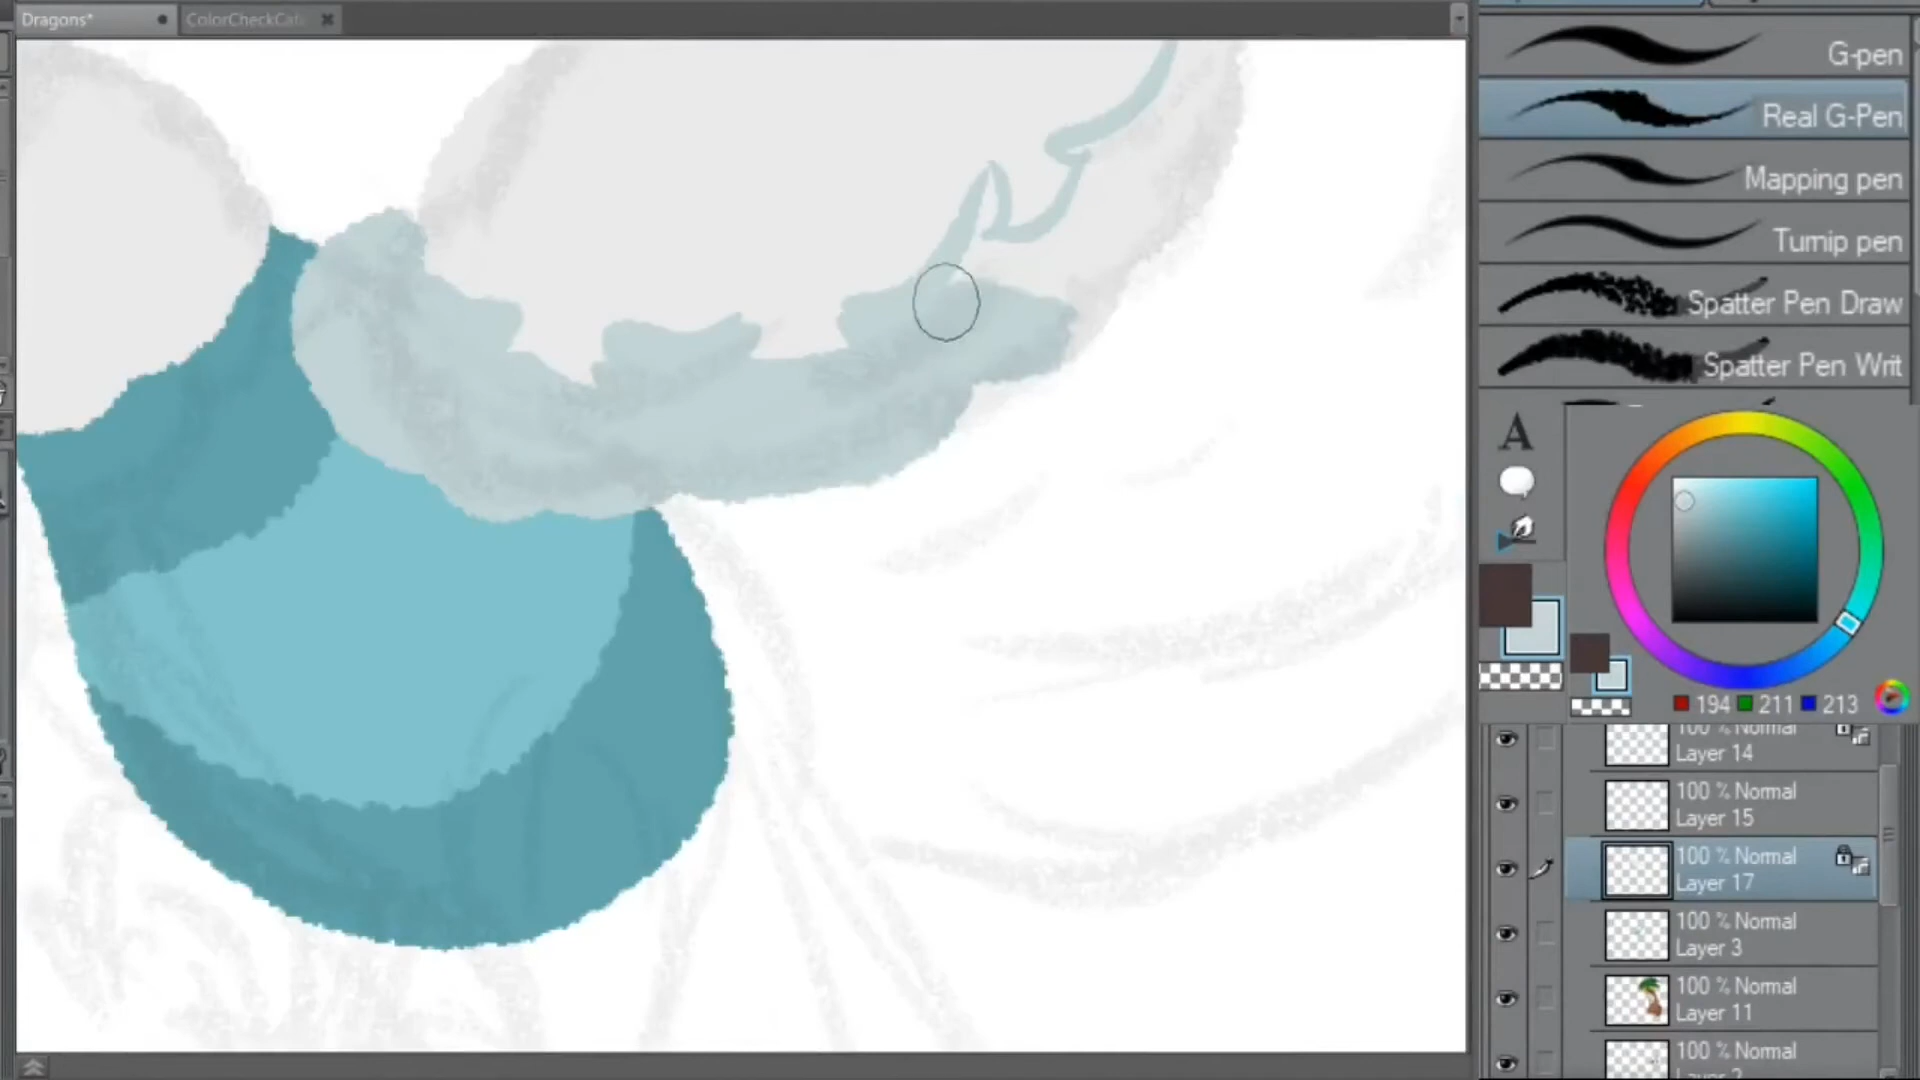 Dragons*
ColorCheckCat
G-pen
Real G-Pen
Mapping pen
Turnip pen
Spatter Pen Draw
Spatter Pen Writ
A
194 211 213
100 % Normal
Layer 14
100 % Normal
Layer 15
100 % Normal
Layer 17
100 % Normal
Layer 3
100 % Normal
Layer 11
100 % Normal